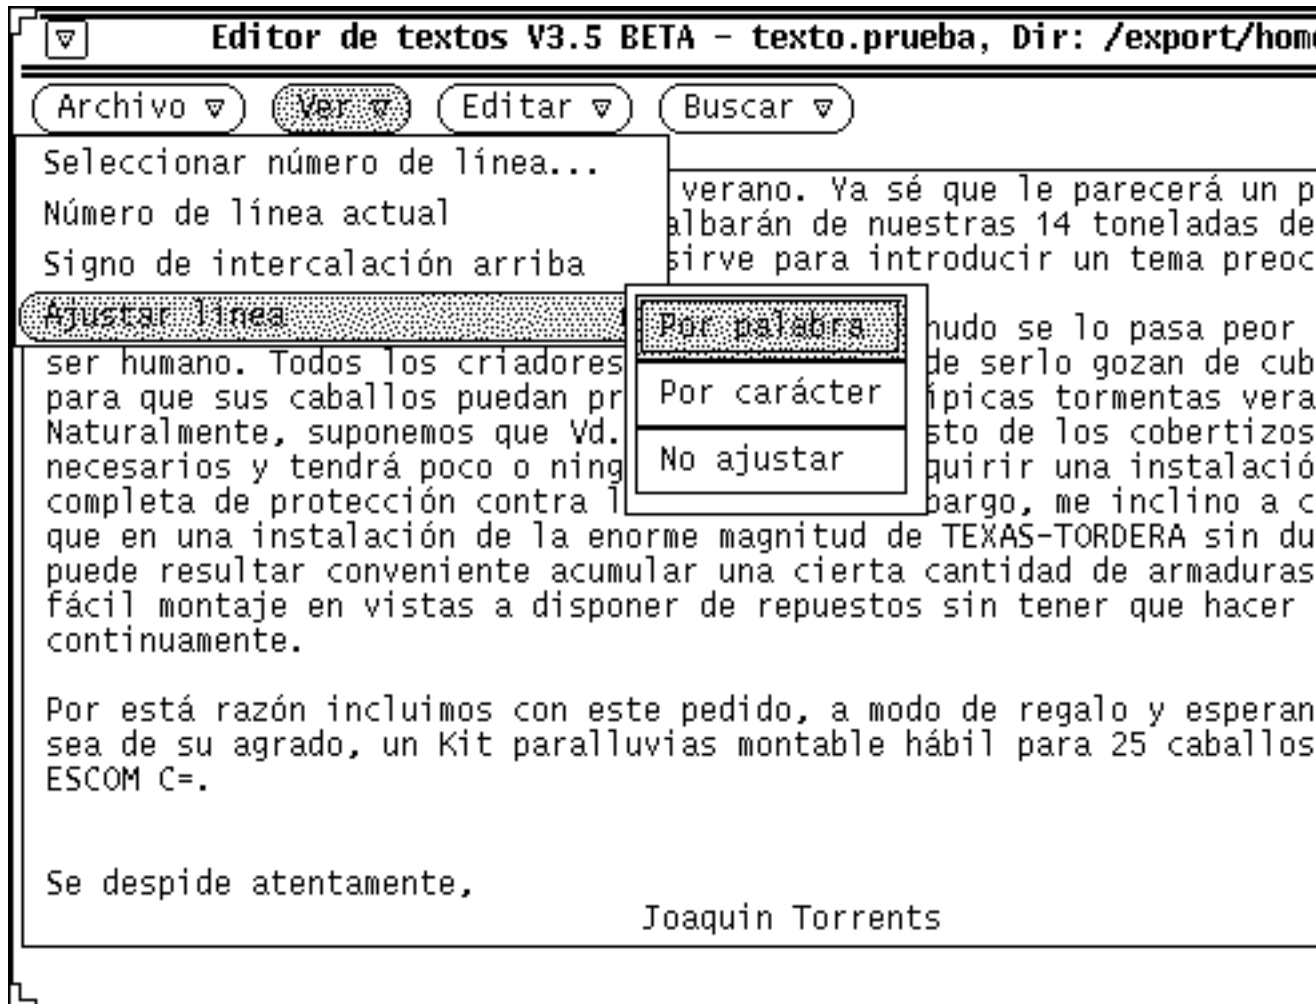 Editor de textos V3.5 BETA - texto.prueba, Dir: /export/home
Archivo Ver Editar Buscar
Seleccionar número de línea...
Número de línea actual
Signo de intercalación arriba
Ajustar línea
Por palabra
Por carácter
No ajustar
verano. Ya sé que le parecerá un p
albarán de nuestras 14 toneladas de
sirve para introducir un tema preoc
nudo se lo pasa peor
ser humano. Todos los criadores de serlo gozan de cub
para que sus caballos puedan pr ípicas tormentas vera
Naturalmente, suponemos que Vd. sto de los cobertizos
necesarios y tendrá poco o ning quirir una instalació
completa de protección contra l bargo, me inclino a c
que en una instalación de la enorme magnitud de TEXAS-TORDERA sin du
puede resultar conveniente acumular una cierta cantidad de armaduras
fácil montaje en vistas a disponer de repuestos sin tener que hacer
continuamente.
Por está razón incluimos con este pedido, a modo de regalo y esperan
sea de su agrado, un Kit paralluvias montable hábil para 25 caballos
ESCOM C=.
Se despide atentamente,
Joaquin Torrents